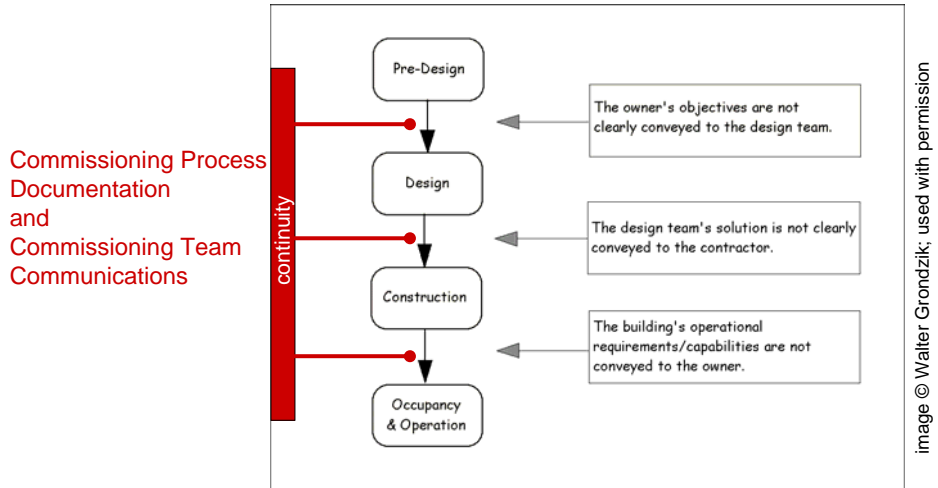 Commissioning Process
Documentation
and
Commissioning Team
Communications
continuity
Pre-Design
The owner's objectives are not
clearly conveyed to the design team.
Design
The design team's solution is not clearly
conveyed to the contractor.
Construction
The building's operational
requirements/capabilities are not
conveyed to the owner.
Occupancy
& Operation
image © Walter Grondzik; used with permission